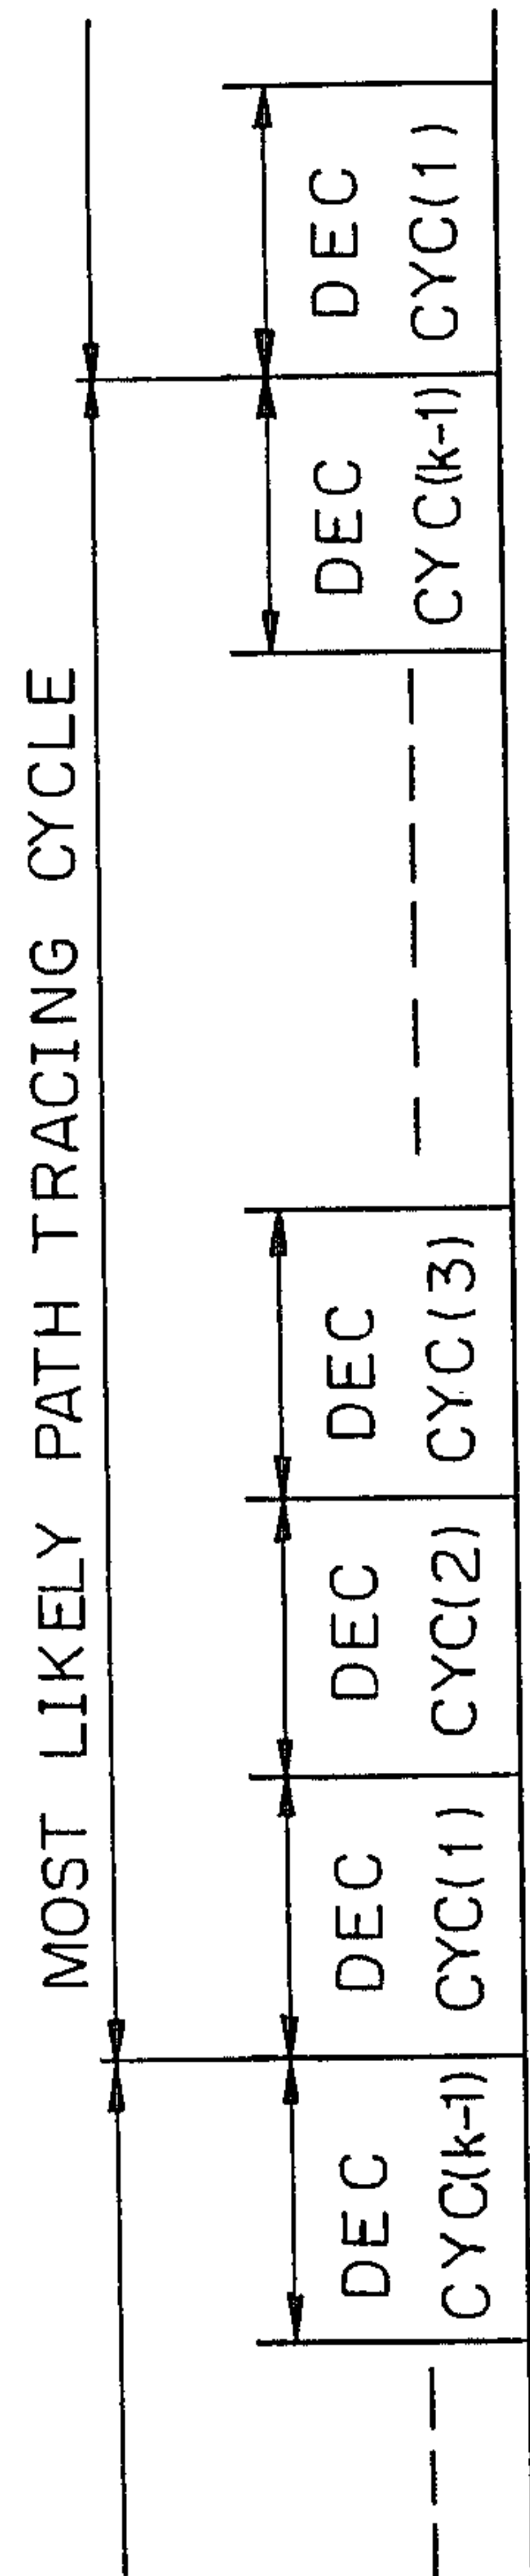 MOST LIKELY PATH TRACING CYCLE
DEC
CYC(k-1)
DEC
CYC(1)
DEC
CYC(2)
DEC
CYC(3)
DEC
CYC(k-1)
DEC
CYC(1)